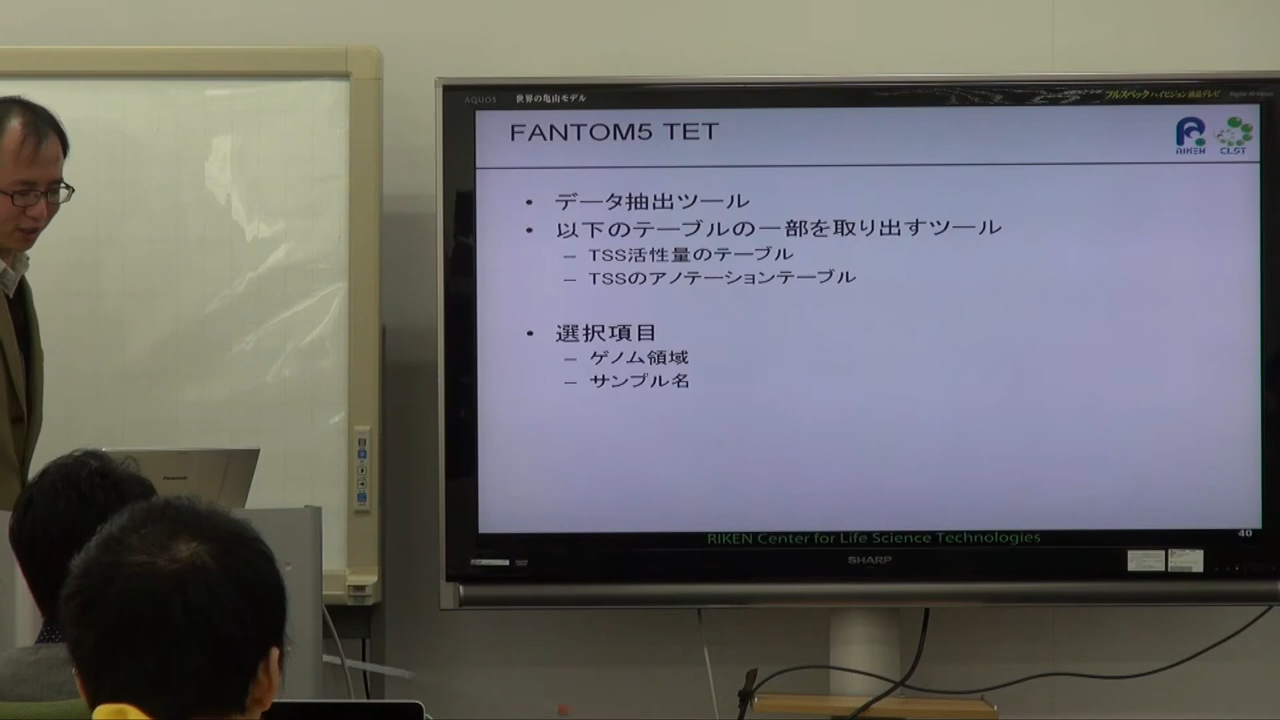 AQUOS 世界の亀山モデル
フルスペックハイビジョン液晶テレビ
FANTOM5 TET
RIKEN
CLST
• データ抽出ツール
• 以下のテーブルの一部を取り出すツール
– TSS活性量のテーブル
– TSSのアノテーションテーブル
• 選択項目
– ゲノム領域
– サンプル名
RIKEN Center for Life Science Technologies
40
SHARP
Panasonic